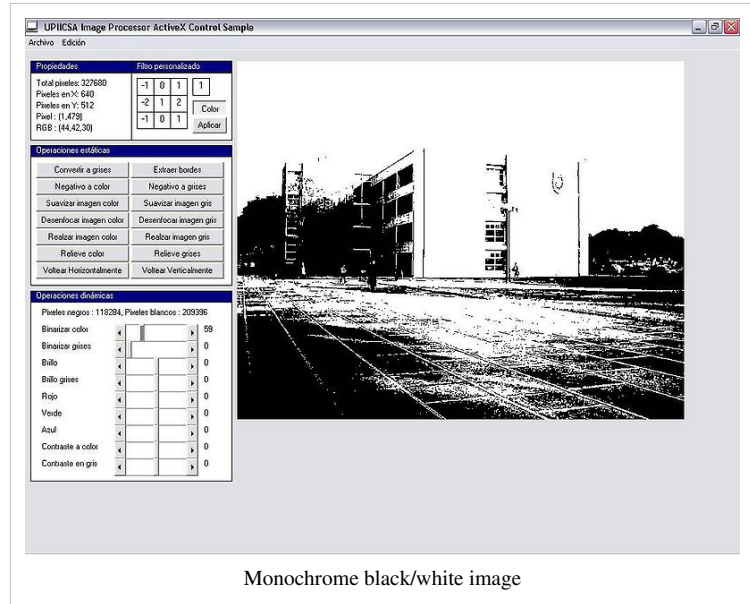 UPIICSA Image Processor ActiveX Control Sample
Archivo Edición
Propiedades
Total pixeles: 327680
Pixeles en X: 640
Pixeles en Y: 512
Pixel : (1,479)
RGB : (44,42,30)
Filtro personalizado
-1 0 1 1
-2 1 2
-1 0 1
Color
Aplicar
Operaciones estáticas
Convertir a grises Extraer bordes
Negativo a color Negativo a grises
Suavizar imagen color Suavizar imagen gris
Desenfocar imagen color Desenfocar imagen gris
Realzar imagen color Realzar imagen gris
Relieve color Relieve grises
Voltear Horizontalmente Voltear Verticalmente
Operaciones dinámicas
Pixeles negros : 118284, Pixeles blancos : 209396
Binarizar color 59
Binarizar grises 0
Brillo 0
Brillo grises 0
Rojo 0
Verde 0
Azul 0
Contraste a color 0
Contraste en gris 0
Monochrome black/white image